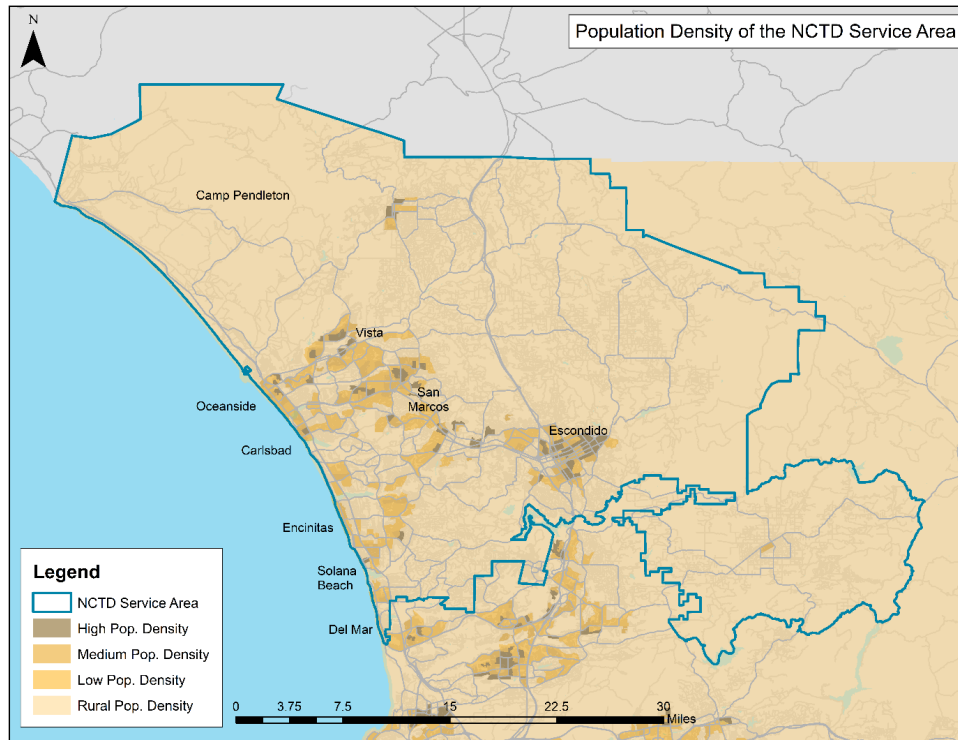 N
Population Density of the NCTD Service Area
Camp Pendleton
Vista
San
Marcos
Oceanside
Escondido
Carlsbad
Encinitas
Solana
Beach
Del Mar
Legend
NCTD Service Area
High Pop. Density
Medium Pop. Density
Low Pop. Density
Rural Pop. Density
0 3.75 7.5 15 22.5 30
Miles